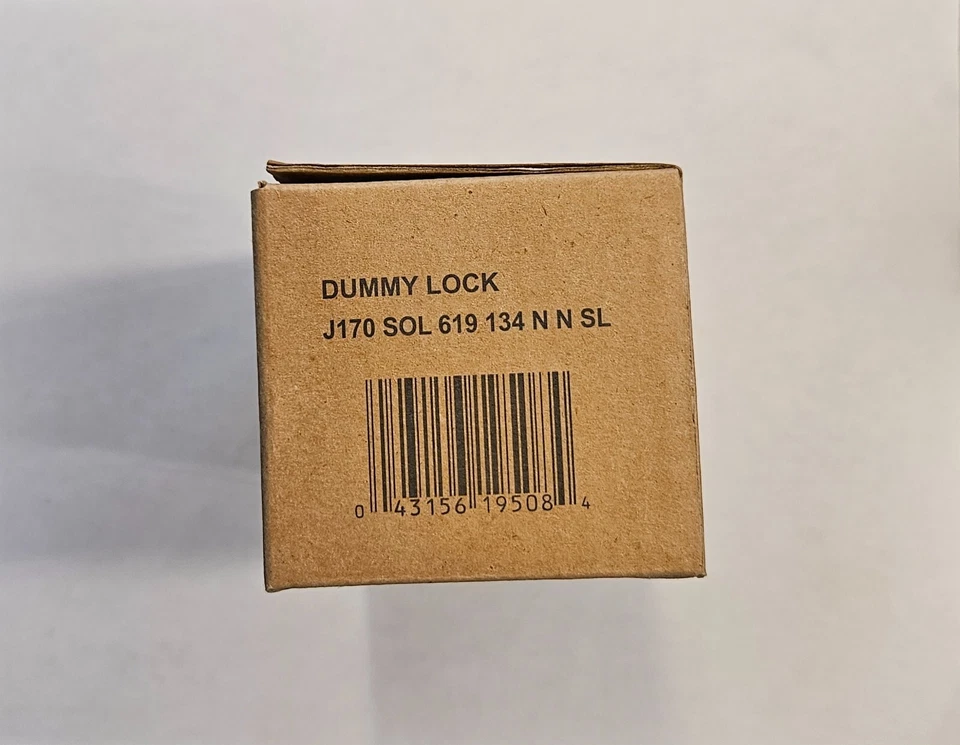 DUMMY LOCK
J170 SOL 619 134 N N SL
0 43156 19508 4